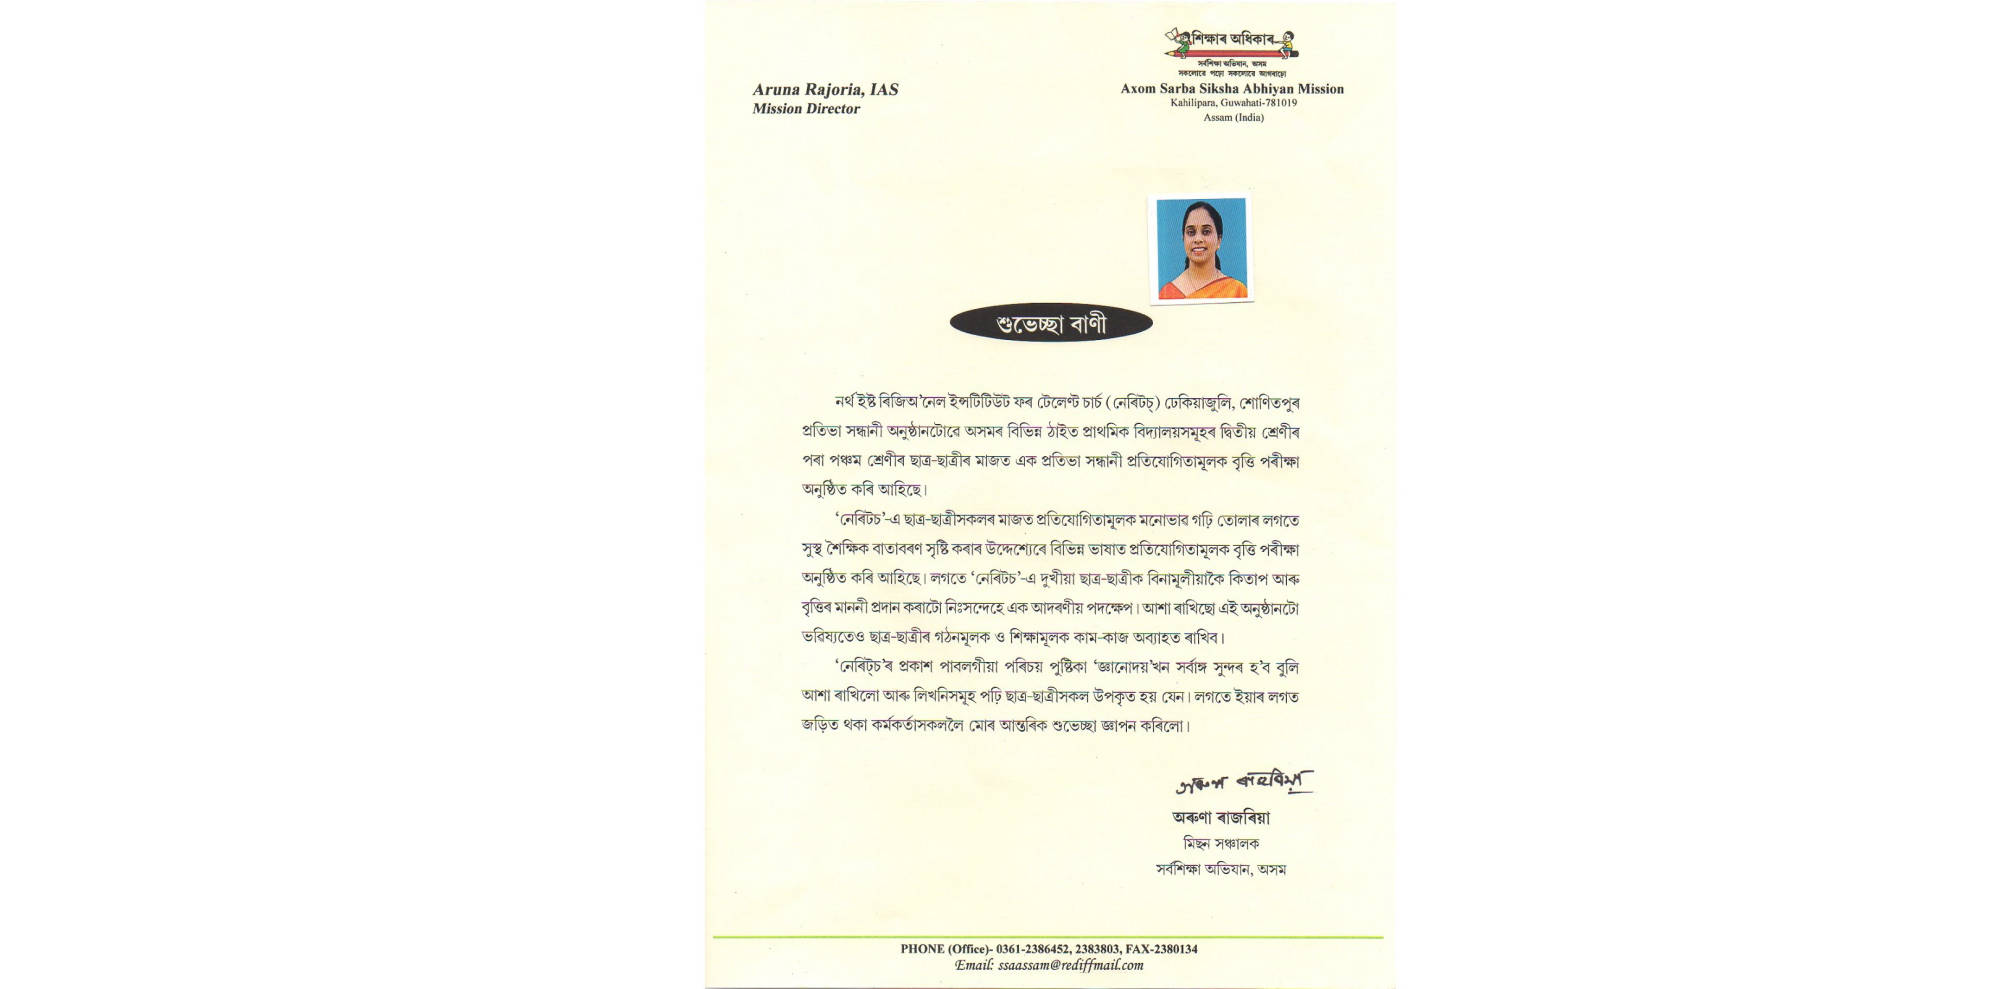 শিক্ষাৰ অধিকাৰ
সৰ্বশিক্ষা অভিযান, অসম
সকলোৱে পঢ়ো সকলোৱে আগবাঢ়ো
Aruna Rajoria, IAS
Mission Director
Axom Sarba Siksha Abhiyan Mission
Kahilipara, Guwahati-781019
Assam (India)
শুভেচ্ছা বাণী
নৰ্থ ইষ্ট ৰিজিঅ'নৈল ইন্সটিটিউট ফৰ টেলেণ্ট চাৰ্চ (নেৰিটচ্) ঢেকিয়াজুলি, শোণিতপুৰ
প্ৰতিভা সন্ধানী অনুষ্ঠানটোৱে অসমৰ বিভিন্ন ঠাইত প্ৰাথমিক বিদ্যালয়সমূহৰ দ্বিতীয় শ্ৰেণীৰ
পৰা পঞ্চম শ্ৰেণীৰ ছাত্ৰ-ছাত্ৰীৰ মাজত এক প্ৰতিভা সন্ধানী প্ৰতিযোগিতামূলক বৃত্তি পৰীক্ষা
অনুষ্ঠিত কৰি আহিছে।
‘নেৰিটচ’-এ ছাত্ৰ-ছাত্ৰীসকলৰ মাজত প্ৰতিযোগিতামূলক মনোভাৱ গঢ়ি তোলাৰ লগতে
সুস্থ শৈক্ষিক বাতাবৰণ সৃষ্টি কৰাৰ উদ্দেশ্যেৰে বিভিন্ন ভাষাত প্ৰতিযোগিতামূলক বৃত্তি পৰীক্ষা
অনুষ্ঠিত কৰি আহিছে। লগতে ‘নেৰিটচ’-এ দুখীয়া ছাত্ৰ-ছাত্ৰীক বিনামূলীয়াকৈ কিতাপ আৰু
বৃত্তিৰ মাননী প্ৰদান কৰাটো নিঃসন্দেহে এক আদৰণীয় পদক্ষেপ। আশা ৰাখিছো এই অনুষ্ঠানটো
ভৱিষ্যতেও ছাত্ৰ-ছাত্ৰীৰ গঠনমূলক ও শিক্ষামূলক কাম-কাজ অব্যাহত ৰাখিব।
‘নেৰিট্চ’ৰ প্ৰকাশ পাবলগীয়া পৰিচয় পুষ্টিকা ‘জ্ঞানোদয়’খন সৰ্বাঙ্গ সুন্দৰ হ'ব বুলি
আশা ৰাখিলো আৰু লিখনিসমূহ পঢ়ি ছাত্ৰ-ছাত্ৰীসকল উপকৃত হয় যেন। লগতে ইয়াৰ লগত
জড়িত থকা কৰ্মকৰ্তাসকললৈ মোৰ আন্তৰিক শুভেচ্ছা জ্ঞাপন কৰিলো।
অৰুণা ৰাজৰিয়া
অৰুণা ৰাজৰিয়া
মিছন সঞ্চালক
সৰ্বশিক্ষা অভিযান, অসম
PHONE (Office)- 0361-2386452, 2383803, FAX-2380134
Email: ssaassam@rediffmail.com